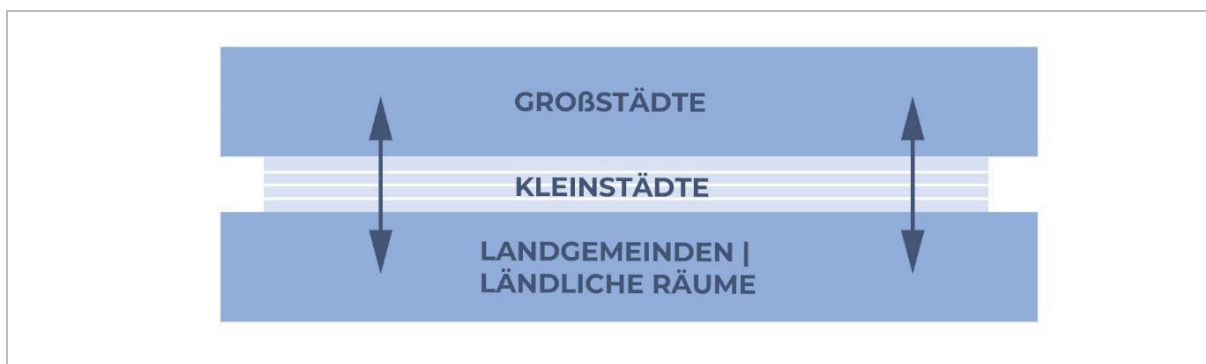 GROßSTÄDTE
KLEINSTÄDTE
LANDGEMEINDEN |
LÄNDLICHE RÄUME